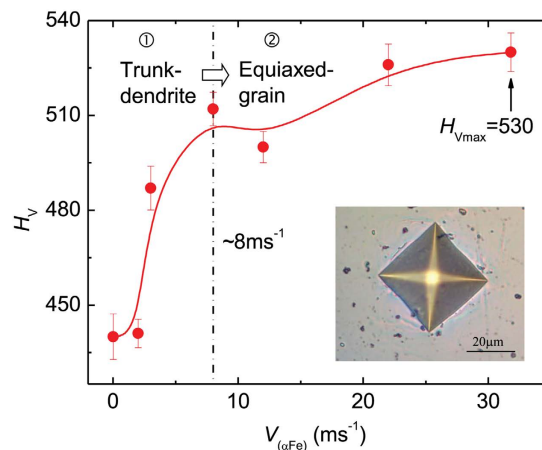 ① ②
Trunk- Equiaxed-
dendrite grain
H_Vmax=530
~8ms⁻¹
20μm
540
510
480
450
H_V
0 10 20 30
V_(αFe) (ms⁻¹)